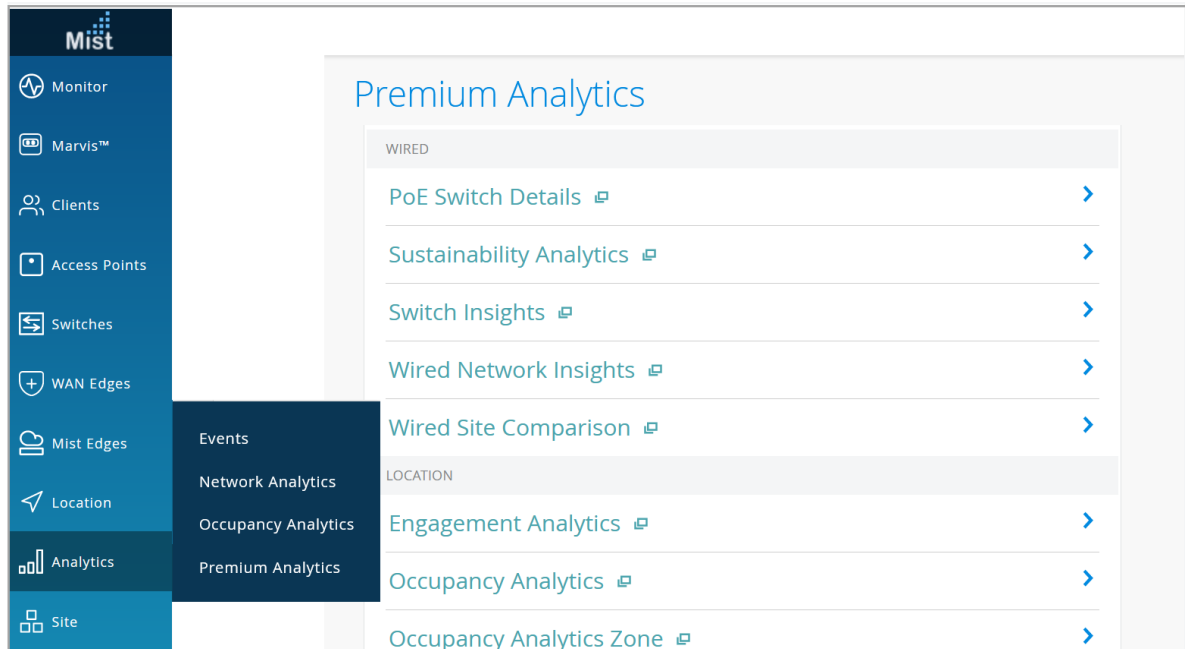 Mist
Monitor
Marvis™
Clients
Access Points
Switches
WAN Edges
Mist Edges
Location
Analytics
Site
Events
Network Analytics
Occupancy Analytics
Premium Analytics
Premium Analytics
WIRED
PoE Switch Details
Sustainability Analytics
Switch Insights
Wired Network Insights
Wired Site Comparison
LOCATION
Engagement Analytics
Occupancy Analytics
Occupancy Analytics Zone